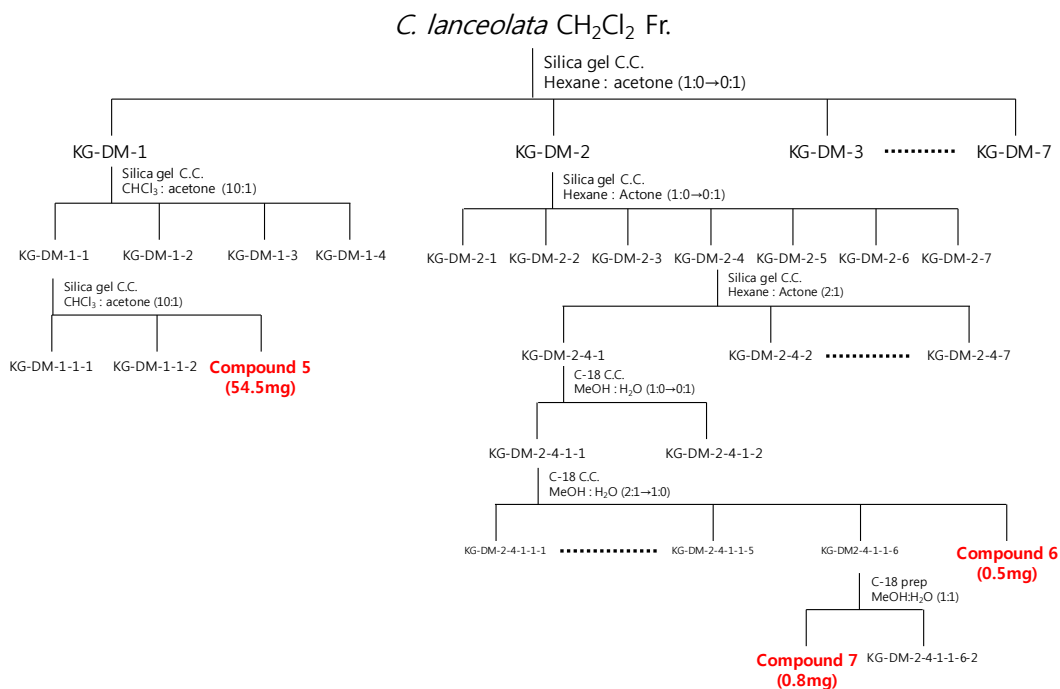 C. lanceolata CH₂Cl₂ Fr.
Silica gel C.C.
Hexane : acetone (1:0→0:1)
KG-DM-1
KG-DM-2
KG-DM-3
KG-DM-7
Silica gel C.C.
CHCl₃ : acetone (10:1)
Silica gel C.C.
Hexane : Actone (1:0→0:1)
KG-DM-1-1
KG-DM-1-2
KG-DM-1-3
KG-DM-1-4
KG-DM-2-1
KG-DM-2-2
KG-DM-2-3
KG-DM-2-4
KG-DM-2-5
KG-DM-2-6
KG-DM-2-7
Silica gel C.C.
CHCl₃ : acetone (10:1)
Silica gel C.C.
Hexane : Actone (2:1)
KG-DM-1-1-1
KG-DM-1-1-2
Compound 5
(54.5mg)
KG-DM-2-4-1
KG-DM-2-4-2
KG-DM-2-4-7
C-18 C.C.
MeOH : H₂O (1:0→0:1)
KG-DM-2-4-1-1
KG-DM-2-4-1-2
C-18 C.C.
MeOH : H₂O (2:1→1:0)
KG-DM-2-4-1-1-1
KG-DM-2-4-1-1-5
KG-DM2-4-1-1-6
Compound 6
(0.5mg)
C-18 prep
MeOH:H₂O (1:1)
Compound 7
(0.8mg)
KG-DM-2-4-1-1-6-2